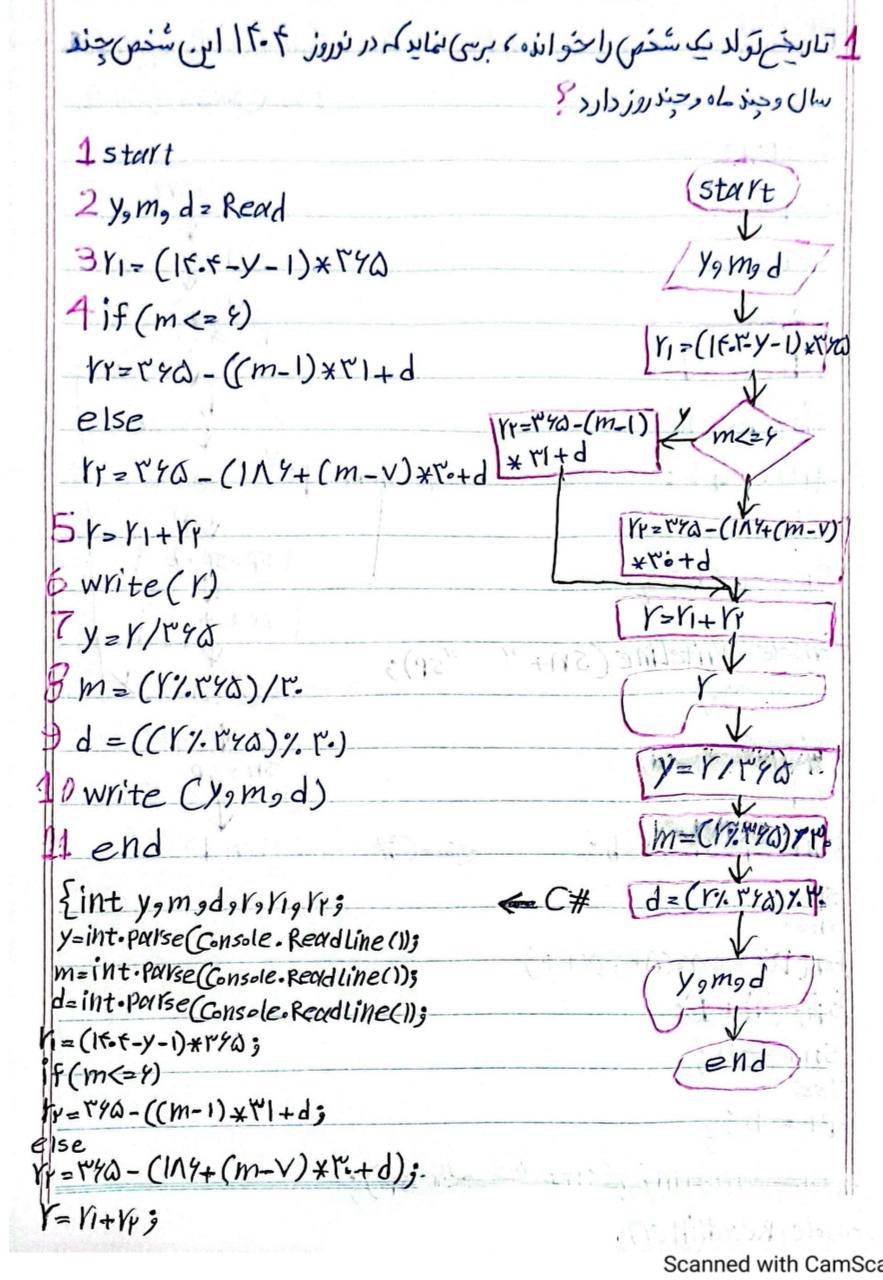 1 تاریخ تولد یک شخص را خوانده، بررسی نماید که در نوروز ۱۴۰۴ این شخص چند
سال و چند ماه و چند روز دارد؟
1 start
2 y, m, d = Read
3 r۱ = (۱۴۰۴-y-۱)*۳۶۵
4 if (m <= ۶)
r۲ = ۳۶۵ - ((m-۱)*۳۱+d
else
r۲ = ۳۶۵ - (۱۸۶+(m-۷)*۳۰+d
5 r = r۱+r۲
6 write(r)
7 y = r/۳۶۵
8 m = (r%۳۶۵)/۳۰
9 d = ((r%۳۶۵)%۳۰)
10 write (y, m, d)
11 end
start
y, m, d
r۱ = (۱۴۰۳-y-۱)*۳۶۵
m <= ۶
y
r۲=۳۶۵-(m-۱)
*۳۱+d
r۲=۳۶۵-(۱۸۶+(m-۷)
*۳۰+d
r=r۱+r۲
r
y=r/۳۶۵
m=(r%۳۶۵)/۳۰
d=(r%۳۶۵)%۳۰
y, m, d
end
← C#
{int y, m, d, r, r۱, r۲;
y=int.parse(Console.ReadLine());
m=int.parse(Console.ReadLine());
d=int.parse(Console.ReadLine());
r۱=(۱۴۰۴-y-۱)*۳۶۵;
if(m<=۶)
r۲=۳۶۵-((m-۱)*۳۱+d;
else
r۲=۳۶۵-(۱۸۶+(m-۷)*۳۰+d);
r=r۱+r۲;
Scanned with CamSca